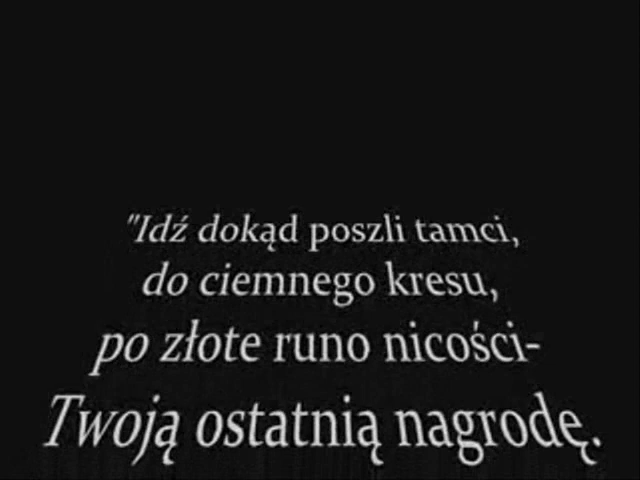 "Idź dokąd poszli tamci,
do ciemnego kresu,
po złote runo nicości-
Twoją ostatnią nagrodę.